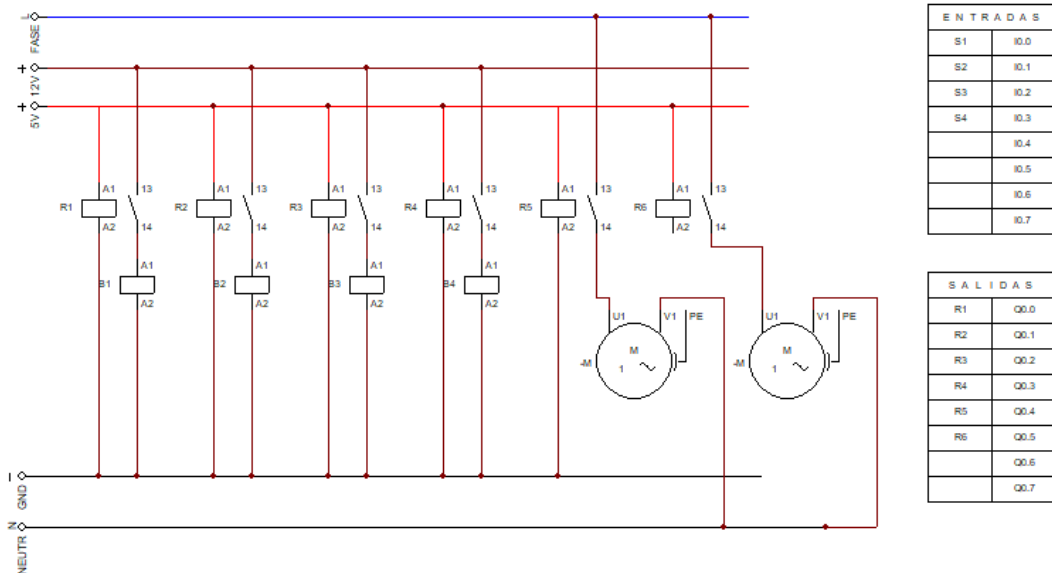 L
FASE
+
12V
+
5V
R1 A1 13
A2 14
R2 A1 13
A2 14
R3 A1 13
A2 14
R4 A1 13
A2 14
R5 A1 13
A2 14
R6 A1 13
A2 14
B1 A1
A2
B2 A1
A2
B3 A1
A2
B4 A1
A2
U1 V1 PE
-M M
1
U1 V1 PE
-M M
1
GND
N
NEUTR
ENTRADAS
S1 I0.0
S2 I0.1
S3 I0.2
S4 I0.3
I0.4
I0.5
I0.6
I0.7
SALIDAS
R1 Q0.0
R2 Q0.1
R3 Q0.2
R4 Q0.3
R5 Q0.4
R6 Q0.5
Q0.6
Q0.7